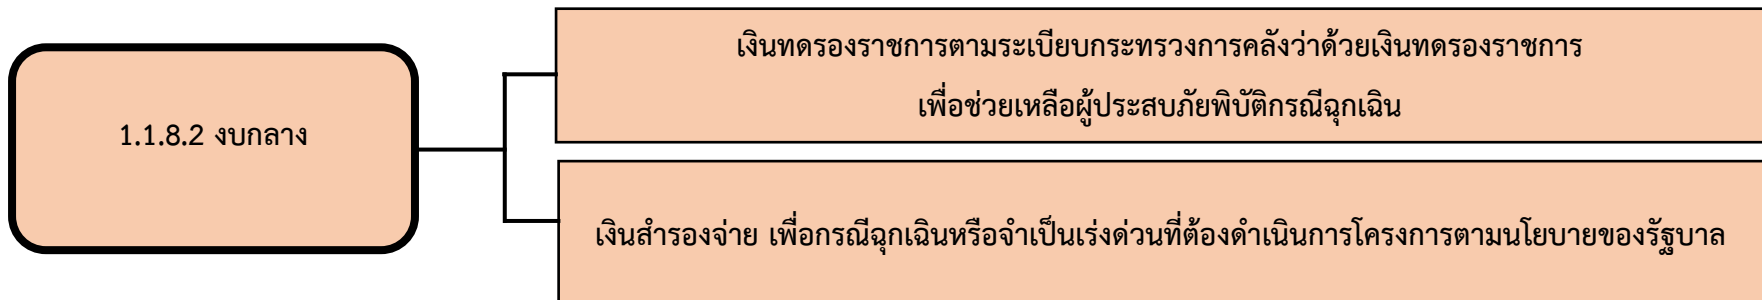 1.1.8.2 งบกลาง
เงินทดรองราชการตามระเบียบกระทรวงการคลังว่าด้วยเงินทดรองราชการ
เพื่อช่วยเหลือผู้ประสบภัยพิบัติกรณีฉุกเฉิน
เงินสำรองจ่าย เพื่อกรณีฉุกเฉินหรือจำเป็นเร่งด่วนที่ต้องดำเนินการโครงการตามนโยบายของรัฐบาล